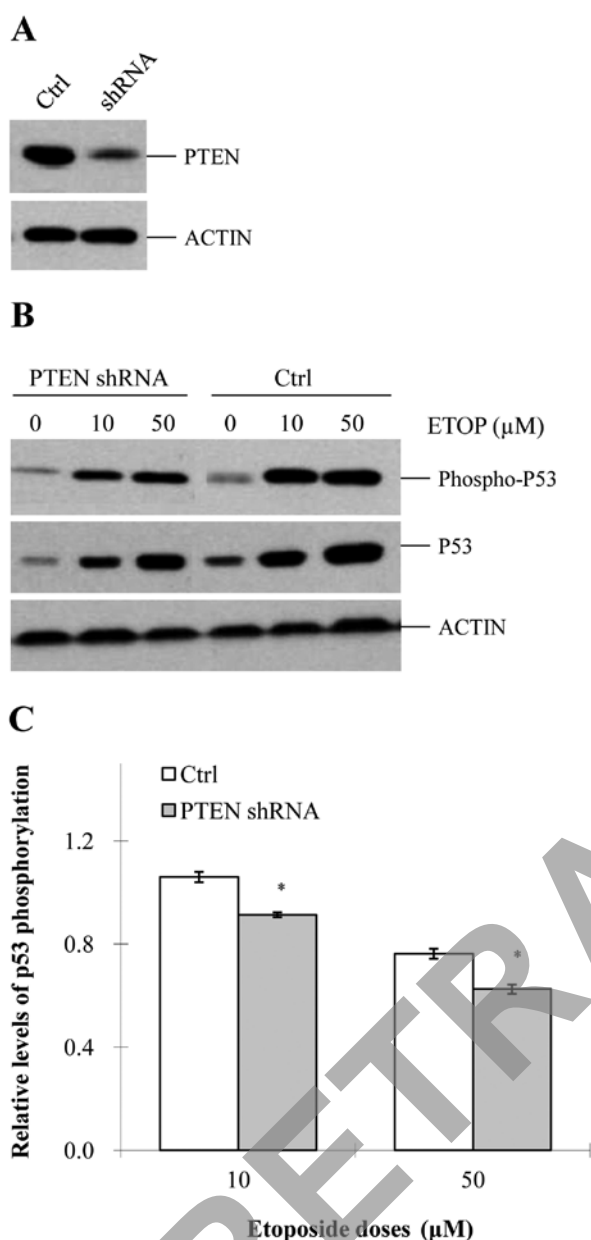 A
Ctrl shRNA
PTEN
ACTIN
B
PTEN shRNA Ctrl
0 10 50 0 10 50 ETOP (µM)
Phospho-P53
P53
ACTIN
C
Relative levels of p53 phosphorylation
Ctrl
PTEN shRNA
1.2
0.8
0.4
0.0
*
*
10 50
Etoposide doses (µM)
RETRA